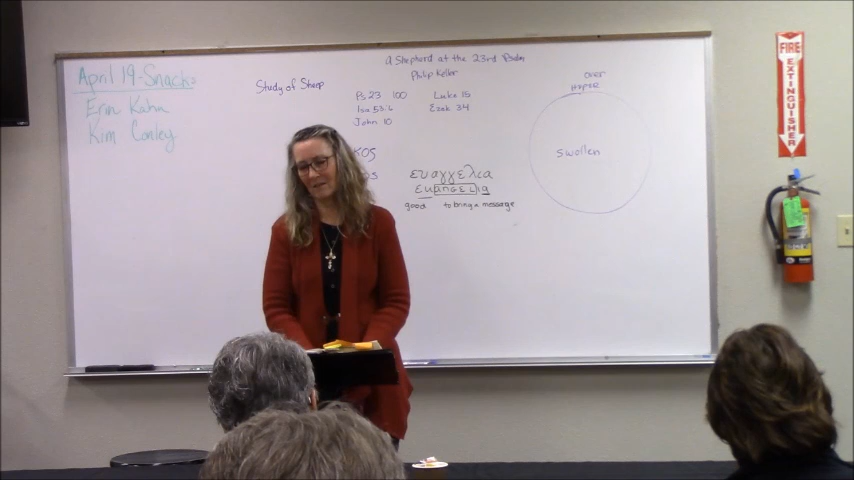 April 19-Snacks
Erin Kahn
Kim Conley
a Shepherd at the 23rd Psalm
Philip Keller
Study of Sheep
Ps 23 100 Luke 15
Isa 53.6 Ezek 34
John 10
KOS
ευαγγελια
good to bring a message
over
swollen
FIRE
EXTINGUISHER